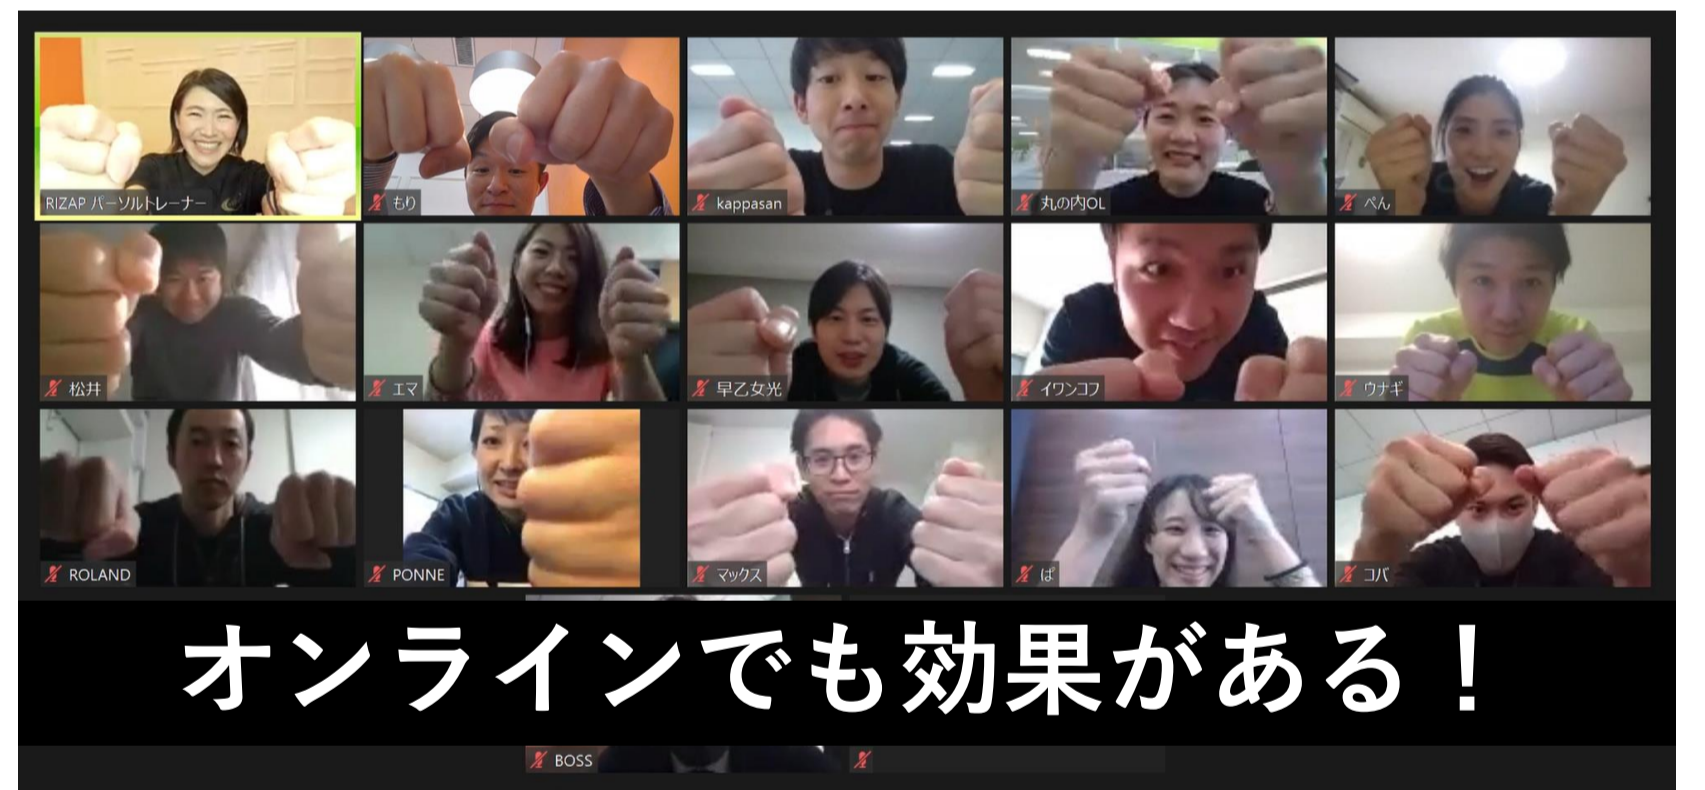 RIZAP パーソルトレーナー
もり
kappasan
丸の内OL
ぺん
松井
エマ
早乙女光
イワンコフ
ウナギ
ROLAND
PONNE
マックス
ぱ
コバ
オンラインでも効果がある！
BOSS